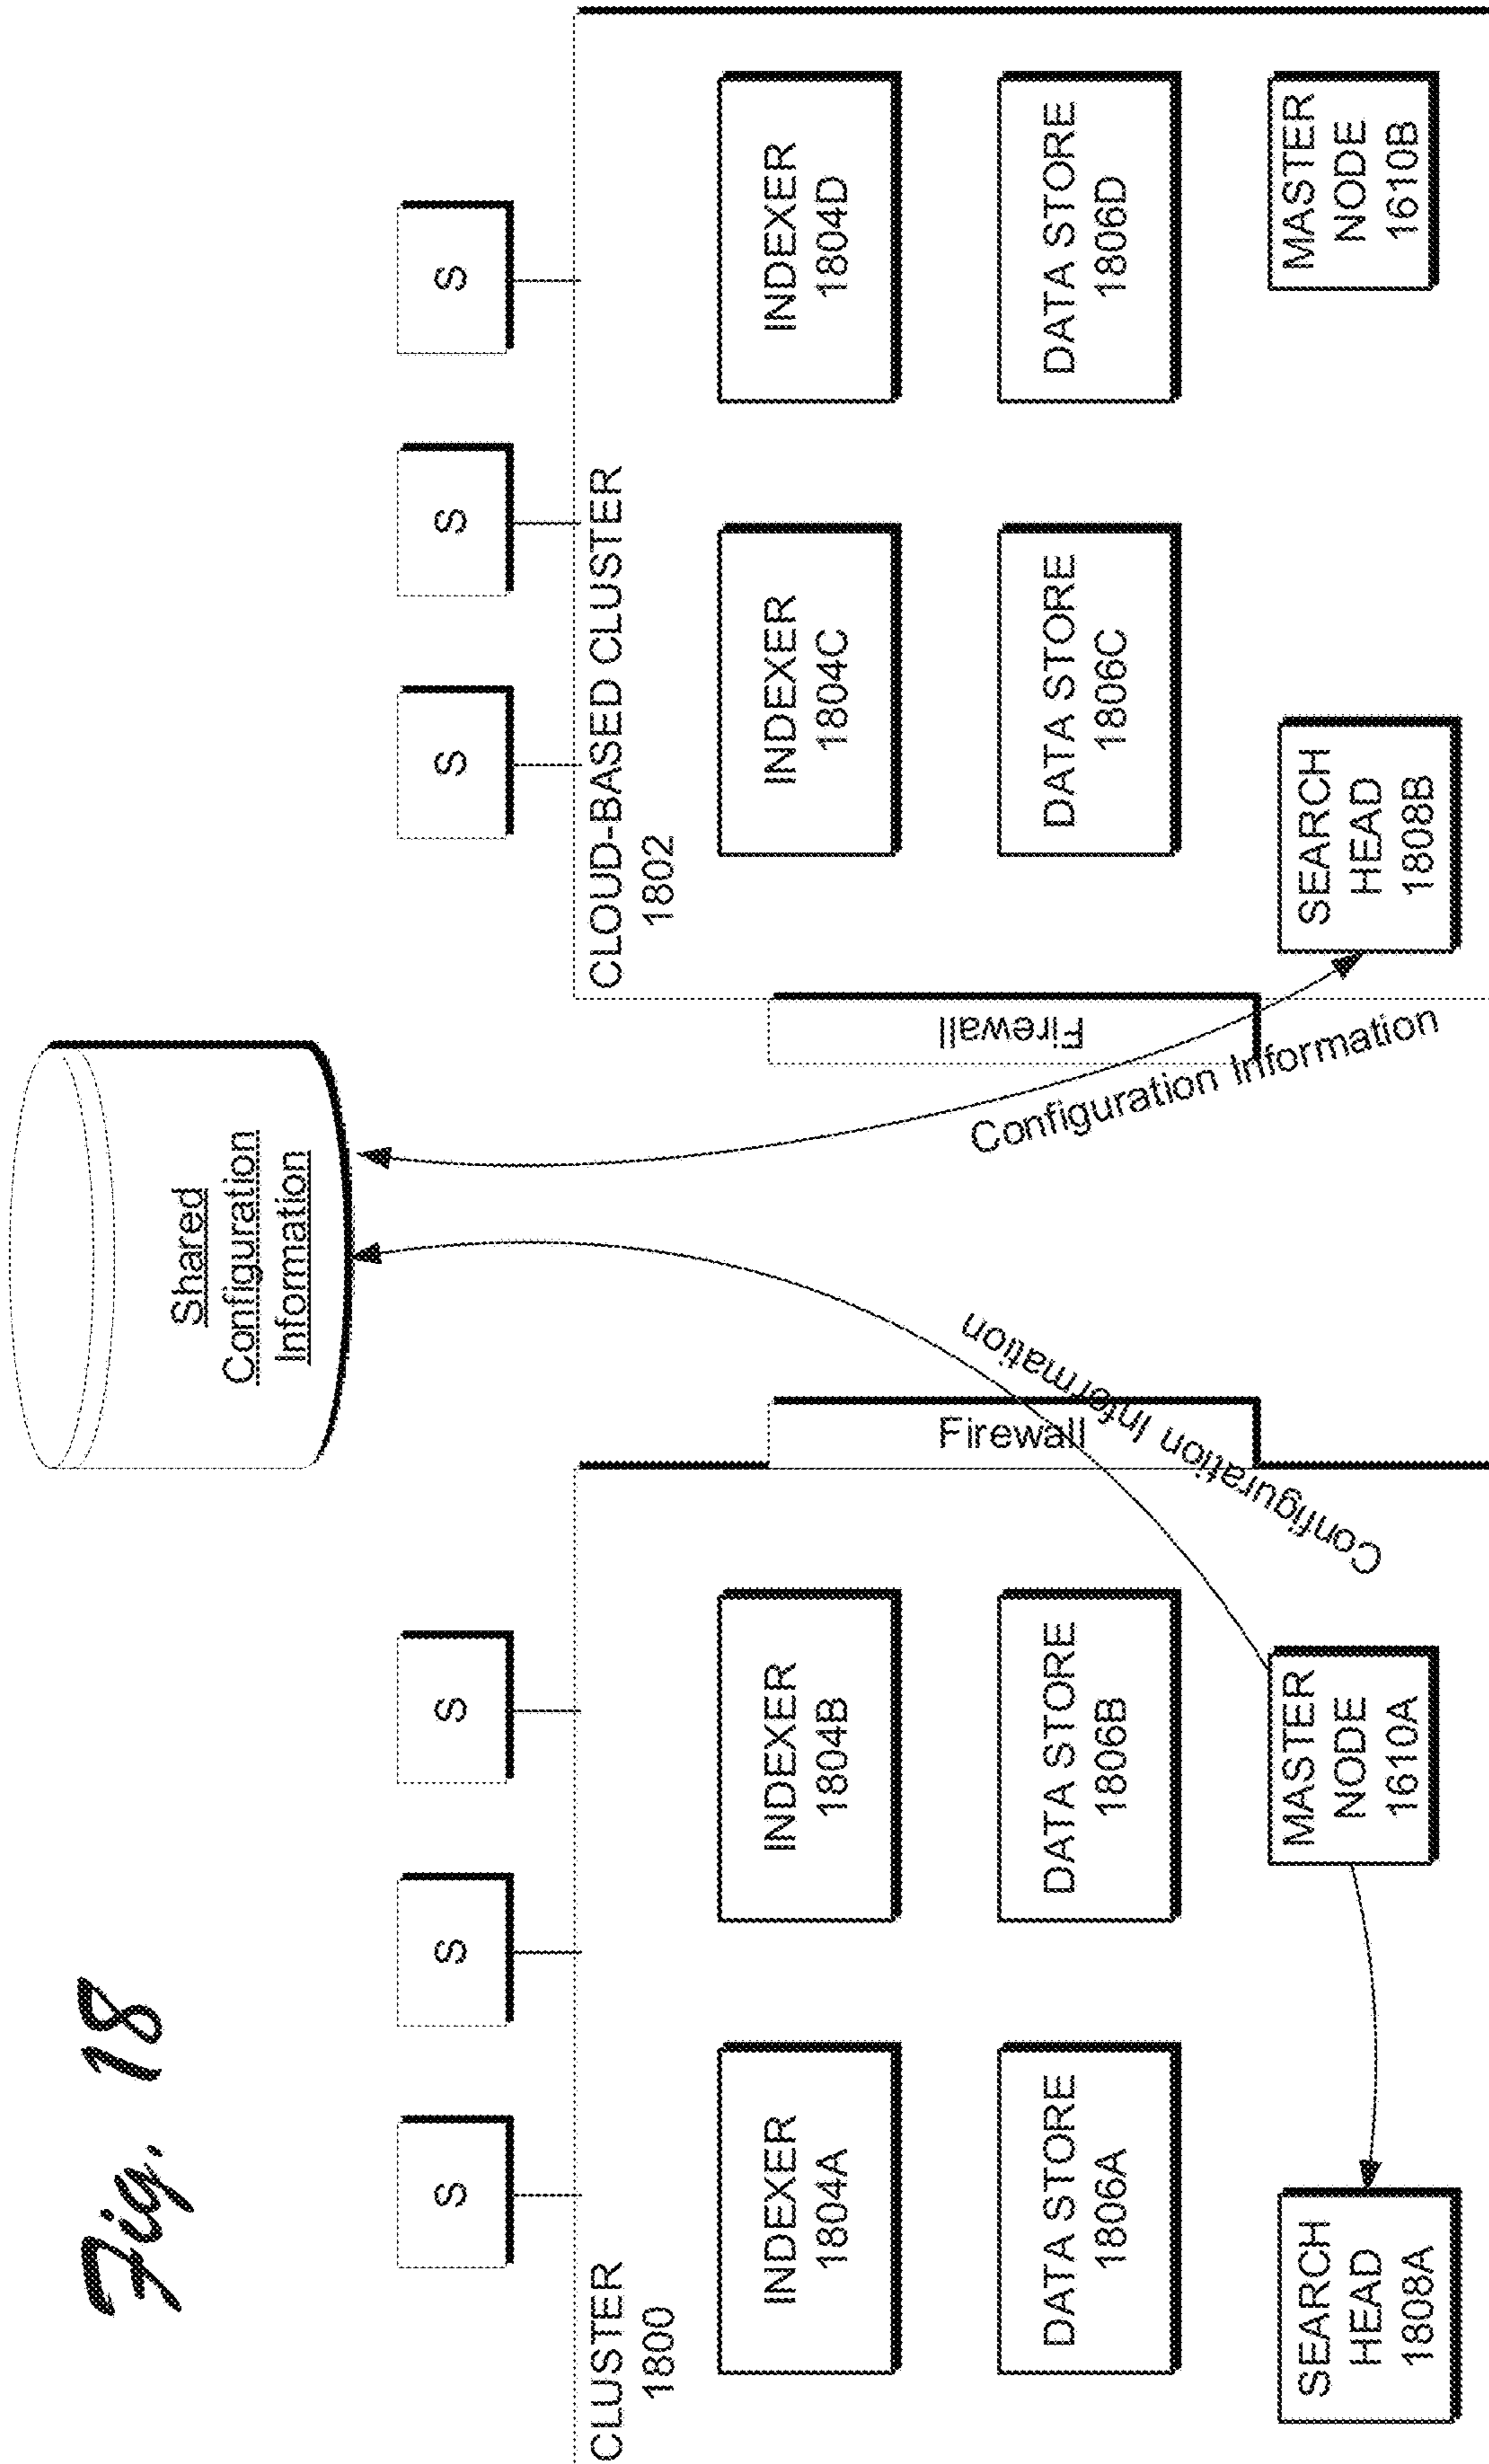 Fig. 18
Shared
Configuration
Information
S
S
S
S
S
S
CLUSTER
1800
INDEXER
1804A
INDEXER
1804B
DATA STORE
1806A
DATA STORE
1806B
SEARCH
HEAD
1808A
MASTER
NODE
1610A
Firewall
Configuration Information
Firewall
Configuration Information
CLOUD-BASED CLUSTER
1802
INDEXER
1804C
INDEXER
1804D
DATA STORE
1806C
DATA STORE
1806D
SEARCH
HEAD
1808B
MASTER
NODE
1610B